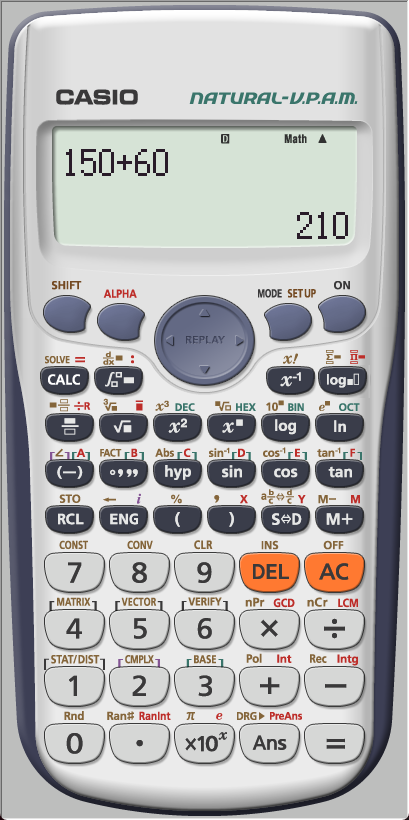 CASIO NATURAL-V.P.A.M.
D Math ▲
150+60
210
SHIFT ALPHA MODE SETUP ON
REPLAY
SOLVE = d/dx■ : x! Σ■ Π■
CALC ∫■ x⁻¹ log■□
■■/■ ÷R ³√■ x³ DEC ■√□ HEX 10■ BIN e■ OCT
■/■ √■ x² x■ log ln
∠ A FACT B Abs C sin⁻¹ D cos⁻¹ E tan⁻¹ F
(−) °,,, hyp sin cos tan
STO ← i % , X a b/c⇔d/c Y M− M
RCL ENG ( ) S⇔D M+
CONST CONV CLR INS OFF
7 8 9 DEL AC
MATRIX VECTOR VERIFY nPr GCD nCr LCM
4 5 6 × ÷
STAT/DIST CMPLX BASE Pol Int Rec Intg
1 2 3 + −
Rnd Ran# RanInt π e DRG▶ PreAns
0 · ×10ˣ Ans =